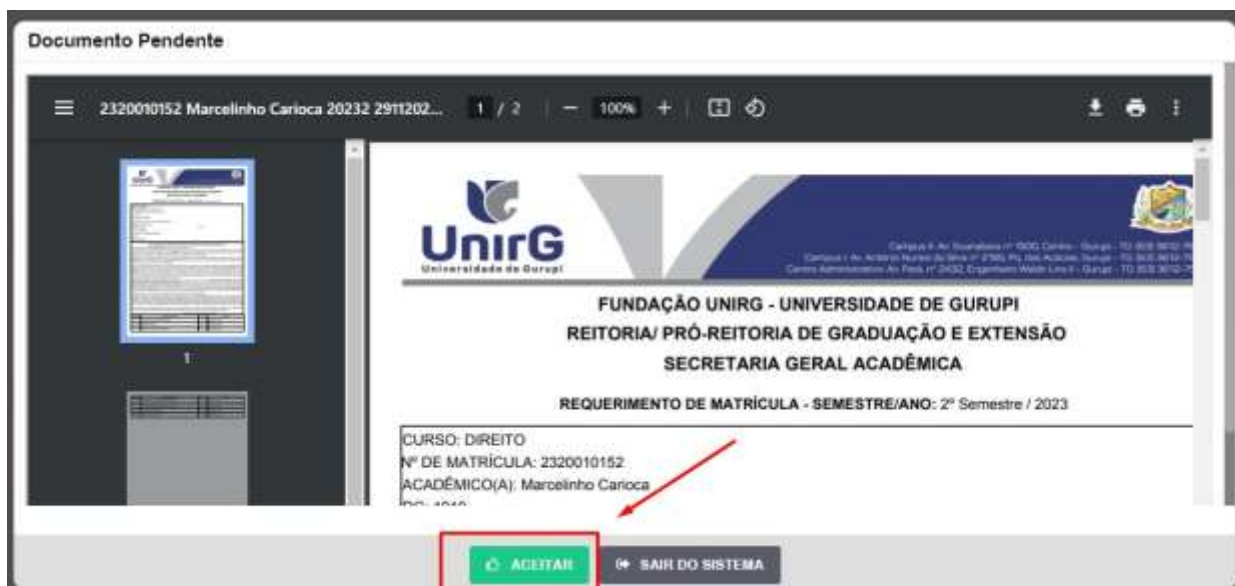 Documento Pendente
2320010152 Marcelinho Carioca 20232 2911202... 1 / 2 100%
UnirG
Universidade de Gurupi
FUNDAÇÃO UNIRG - UNIVERSIDADE DE GURUPI
REITORIA/ PRÓ-REITORIA DE GRADUAÇÃO E EXTENSÃO
SECRETARIA GERAL ACADÊMICA
REQUERIMENTO DE MATRÍCULA - SEMESTRE/ANO: 2º Semestre / 2023
CURSO: DIREITO
Nº DE MATRÍCULA: 2320010152
ACADÊMICO(A): Marcelinho Carioca
1
ACEITAR
SAIR DO SISTEMA